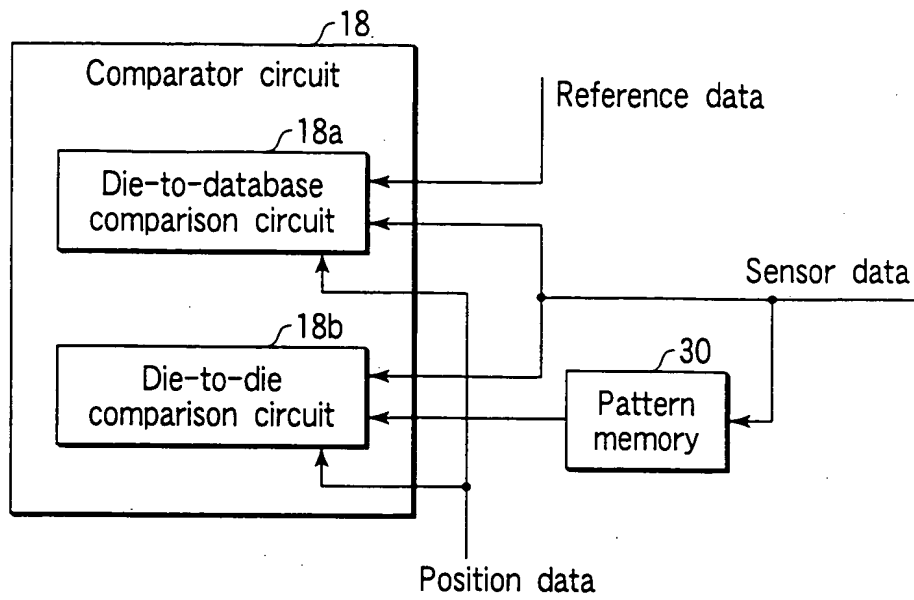 18
Comparator circuit
Reference data
18a
Die-to-database
comparison circuit
Sensor data
18b
Die-to-die
comparison circuit
30
Pattern
memory
Position data